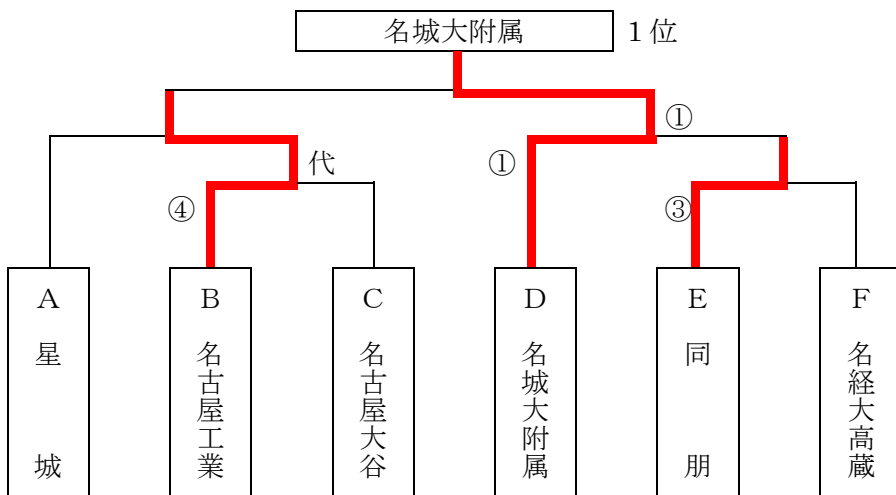 名城大附属 1位
①
代 ①
④ ③
A B C D E F
星城
名古屋工業
名古屋大谷
名城大附属
同朋
名経大高蔵